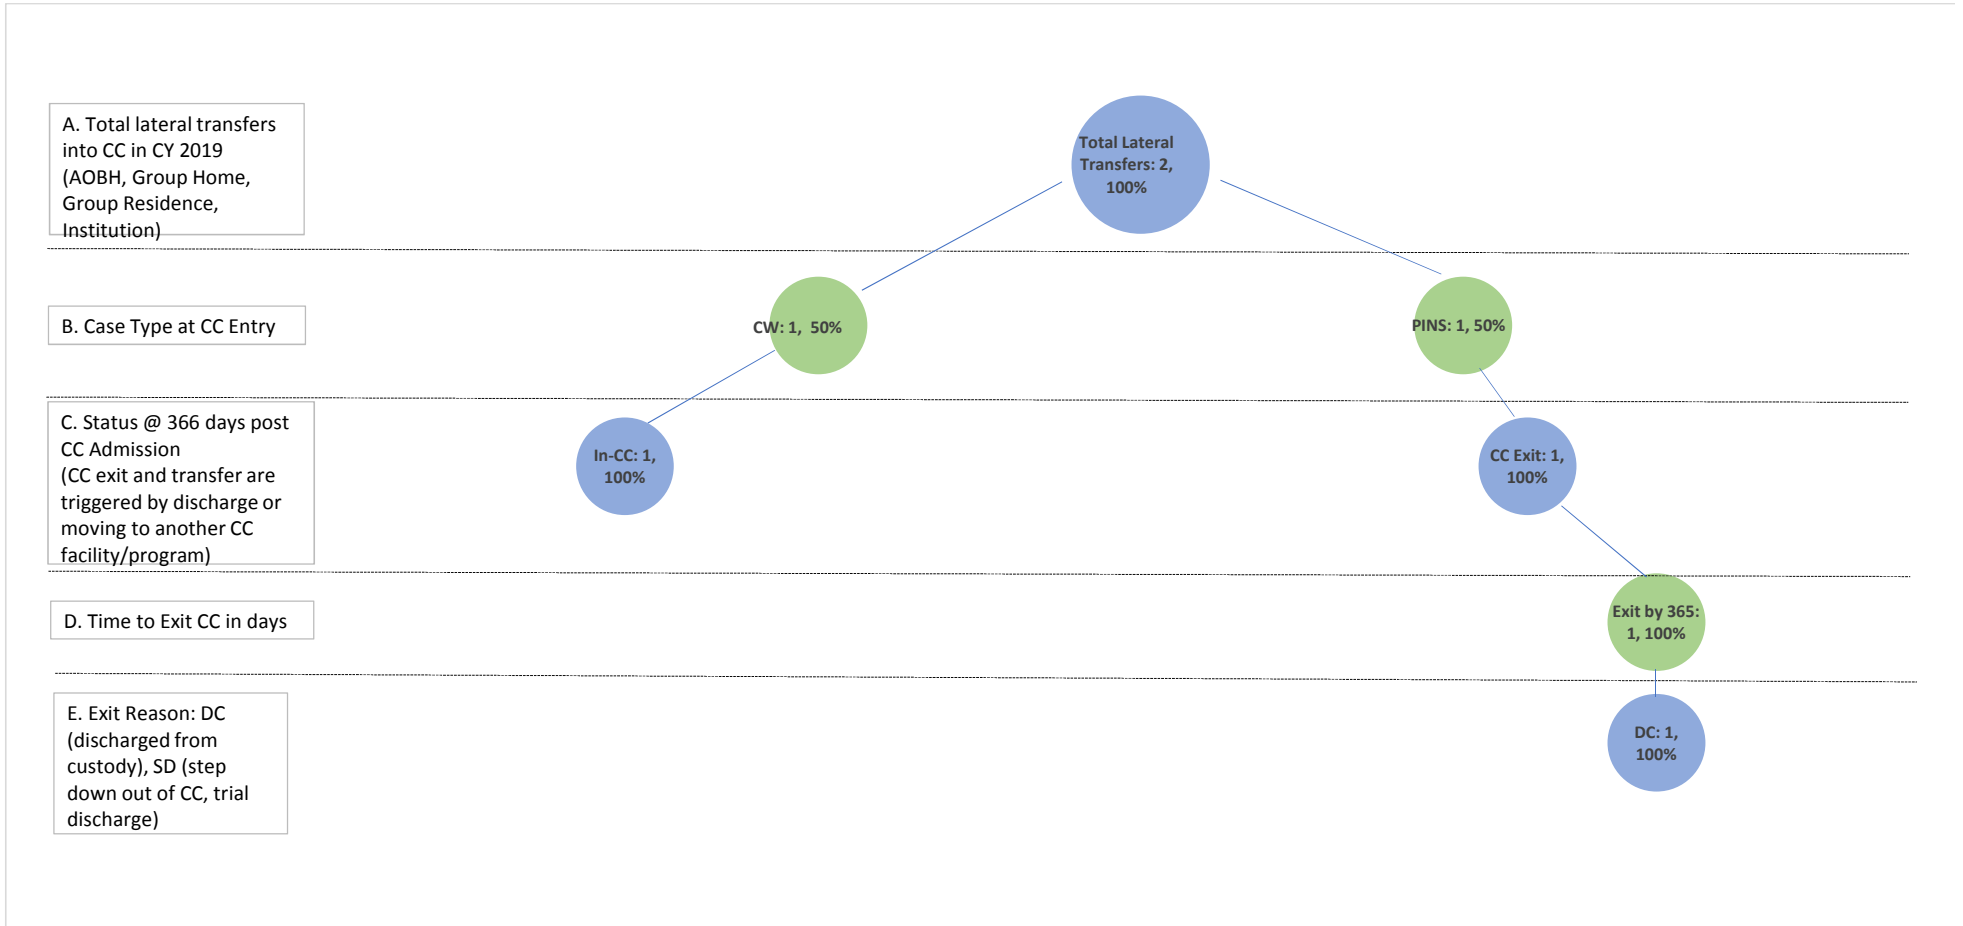 A. Total lateral transfers
into CC in CY 2019
(AOBH, Group Home,
Group Residence,
Institution)
Total Lateral
Transfers: 2,
100%
B. Case Type at CC Entry
CW: 1,  50%
PINS: 1, 50%
C. Status @ 366 days post
CC Admission
(CC exit and transfer are
triggered by discharge or
moving to another CC
facility/program)
In-CC: 1,
100%
CC Exit: 1,
100%
D. Time to Exit CC in days
Exit by 365:
1, 100%
E. Exit Reason: DC
(discharged from
custody), SD (step
down out of CC, trial
discharge)
DC: 1,
100%